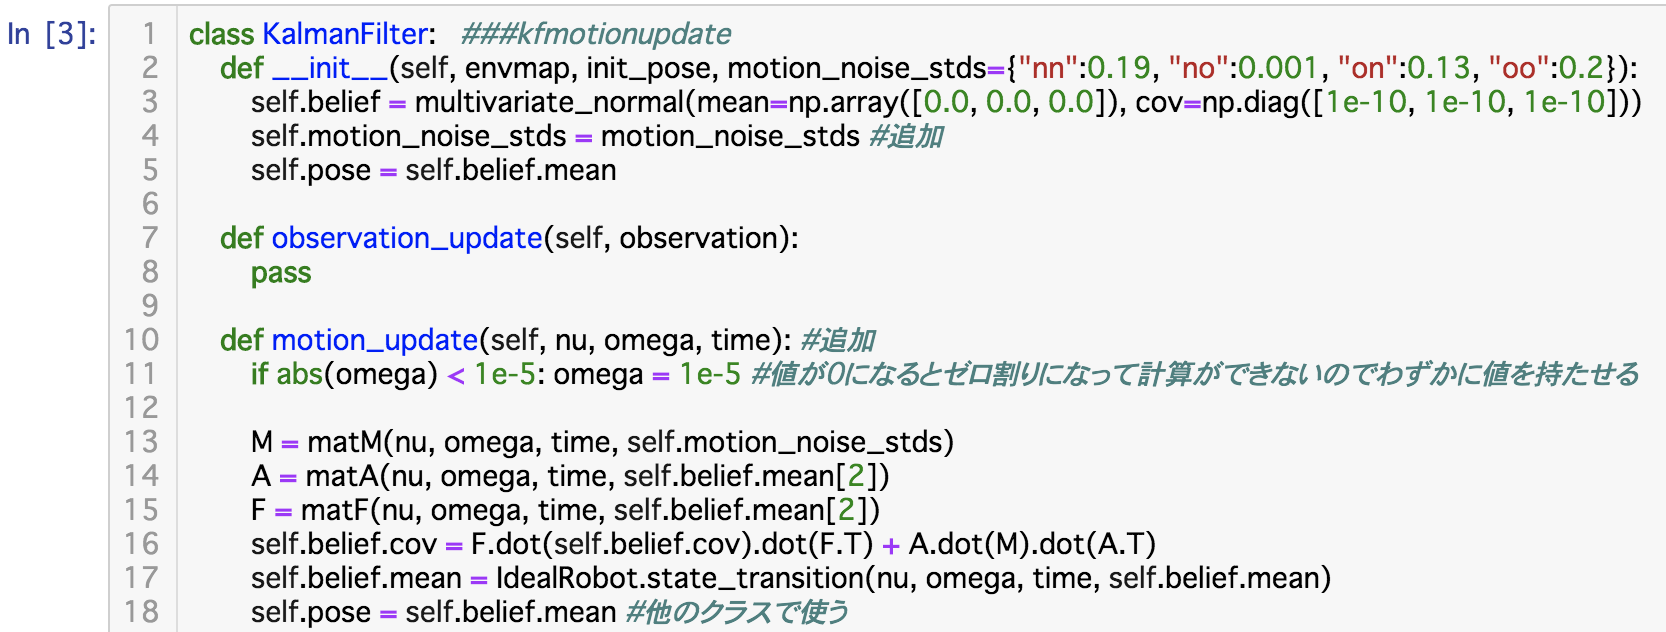 In [3]:
1 class KalmanFilter: ###kfmotionupdate
2 def __init__(self, envmap, init_pose, motion_noise_stds={"nn":0.19, "no":0.001, "on":0.13, "oo":0.2}):
3 self.belief = multivariate_normal(mean=np.array([0.0, 0.0, 0.0]), cov=np.diag([1e-10, 1e-10, 1e-10]))
4 self.motion_noise_stds = motion_noise_stds #追加
5 self.pose = self.belief.mean
6
7 def observation_update(self, observation):
8 pass
9
10 def motion_update(self, nu, omega, time): #追加
11 if abs(omega) < 1e-5: omega = 1e-5 #値が0になるとゼロ割りになって計算ができないのでわずかに値を持たせる
12
13 M = matM(nu, omega, time, self.motion_noise_stds)
14 A = matA(nu, omega, time, self.belief.mean[2])
15 F = matF(nu, omega, time, self.belief.mean[2])
16 self.belief.cov = F.dot(self.belief.cov).dot(F.T) + A.dot(M).dot(A.T)
17 self.belief.mean = IdealRobot.state_transition(nu, omega, time, self.belief.mean)
18 self.pose = self.belief.mean #他のクラスで使う